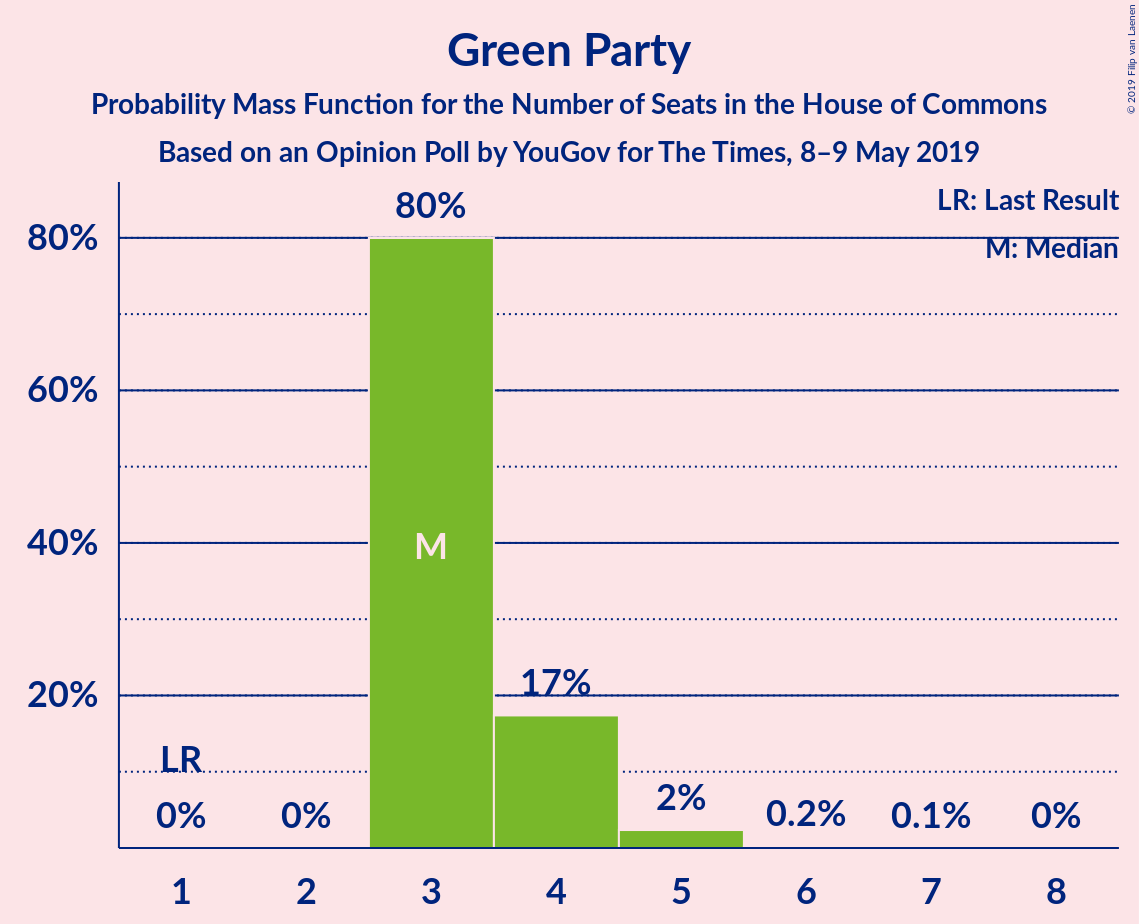 Green Party
Probability Mass Function for the Number of Seats in the House of Commons
Based on an Opinion Poll by YouGov for The Times, 8–9 May 2019
© 2019 Filip van Laenen
LR: Last Result
M: Median
80%
60%
40%
20%
80%
M
17%
LR
0%
0%
2%
0.2%
0.1%
0%
1 2 3 4 5 6 7 8